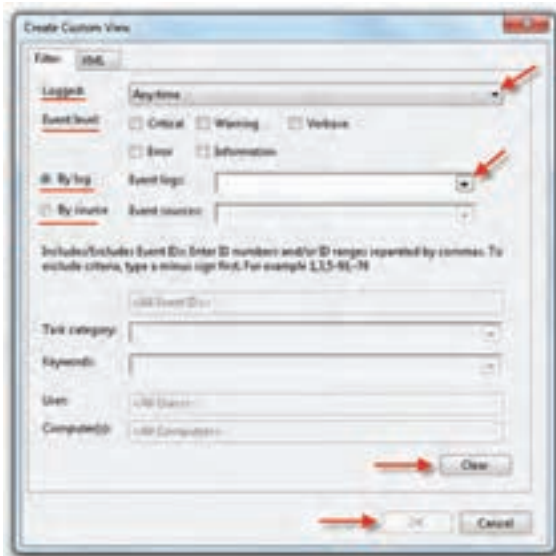 Create Custom View
Filter XML
Logged: Any time
Event level: Critical Warning Verbose
Error Information
By log Event logs:
By source Event sources:
Includes/Excludes Event IDs: Enter ID numbers and/or ID ranges separated by commas. To
exclude criteria, type a minus sign first. For example 1,3,5-99,-76
<All Event IDs>
Task category:
Keywords:
User: <All Users>
Computer(s): <All Computers>
Clear
OK Cancel